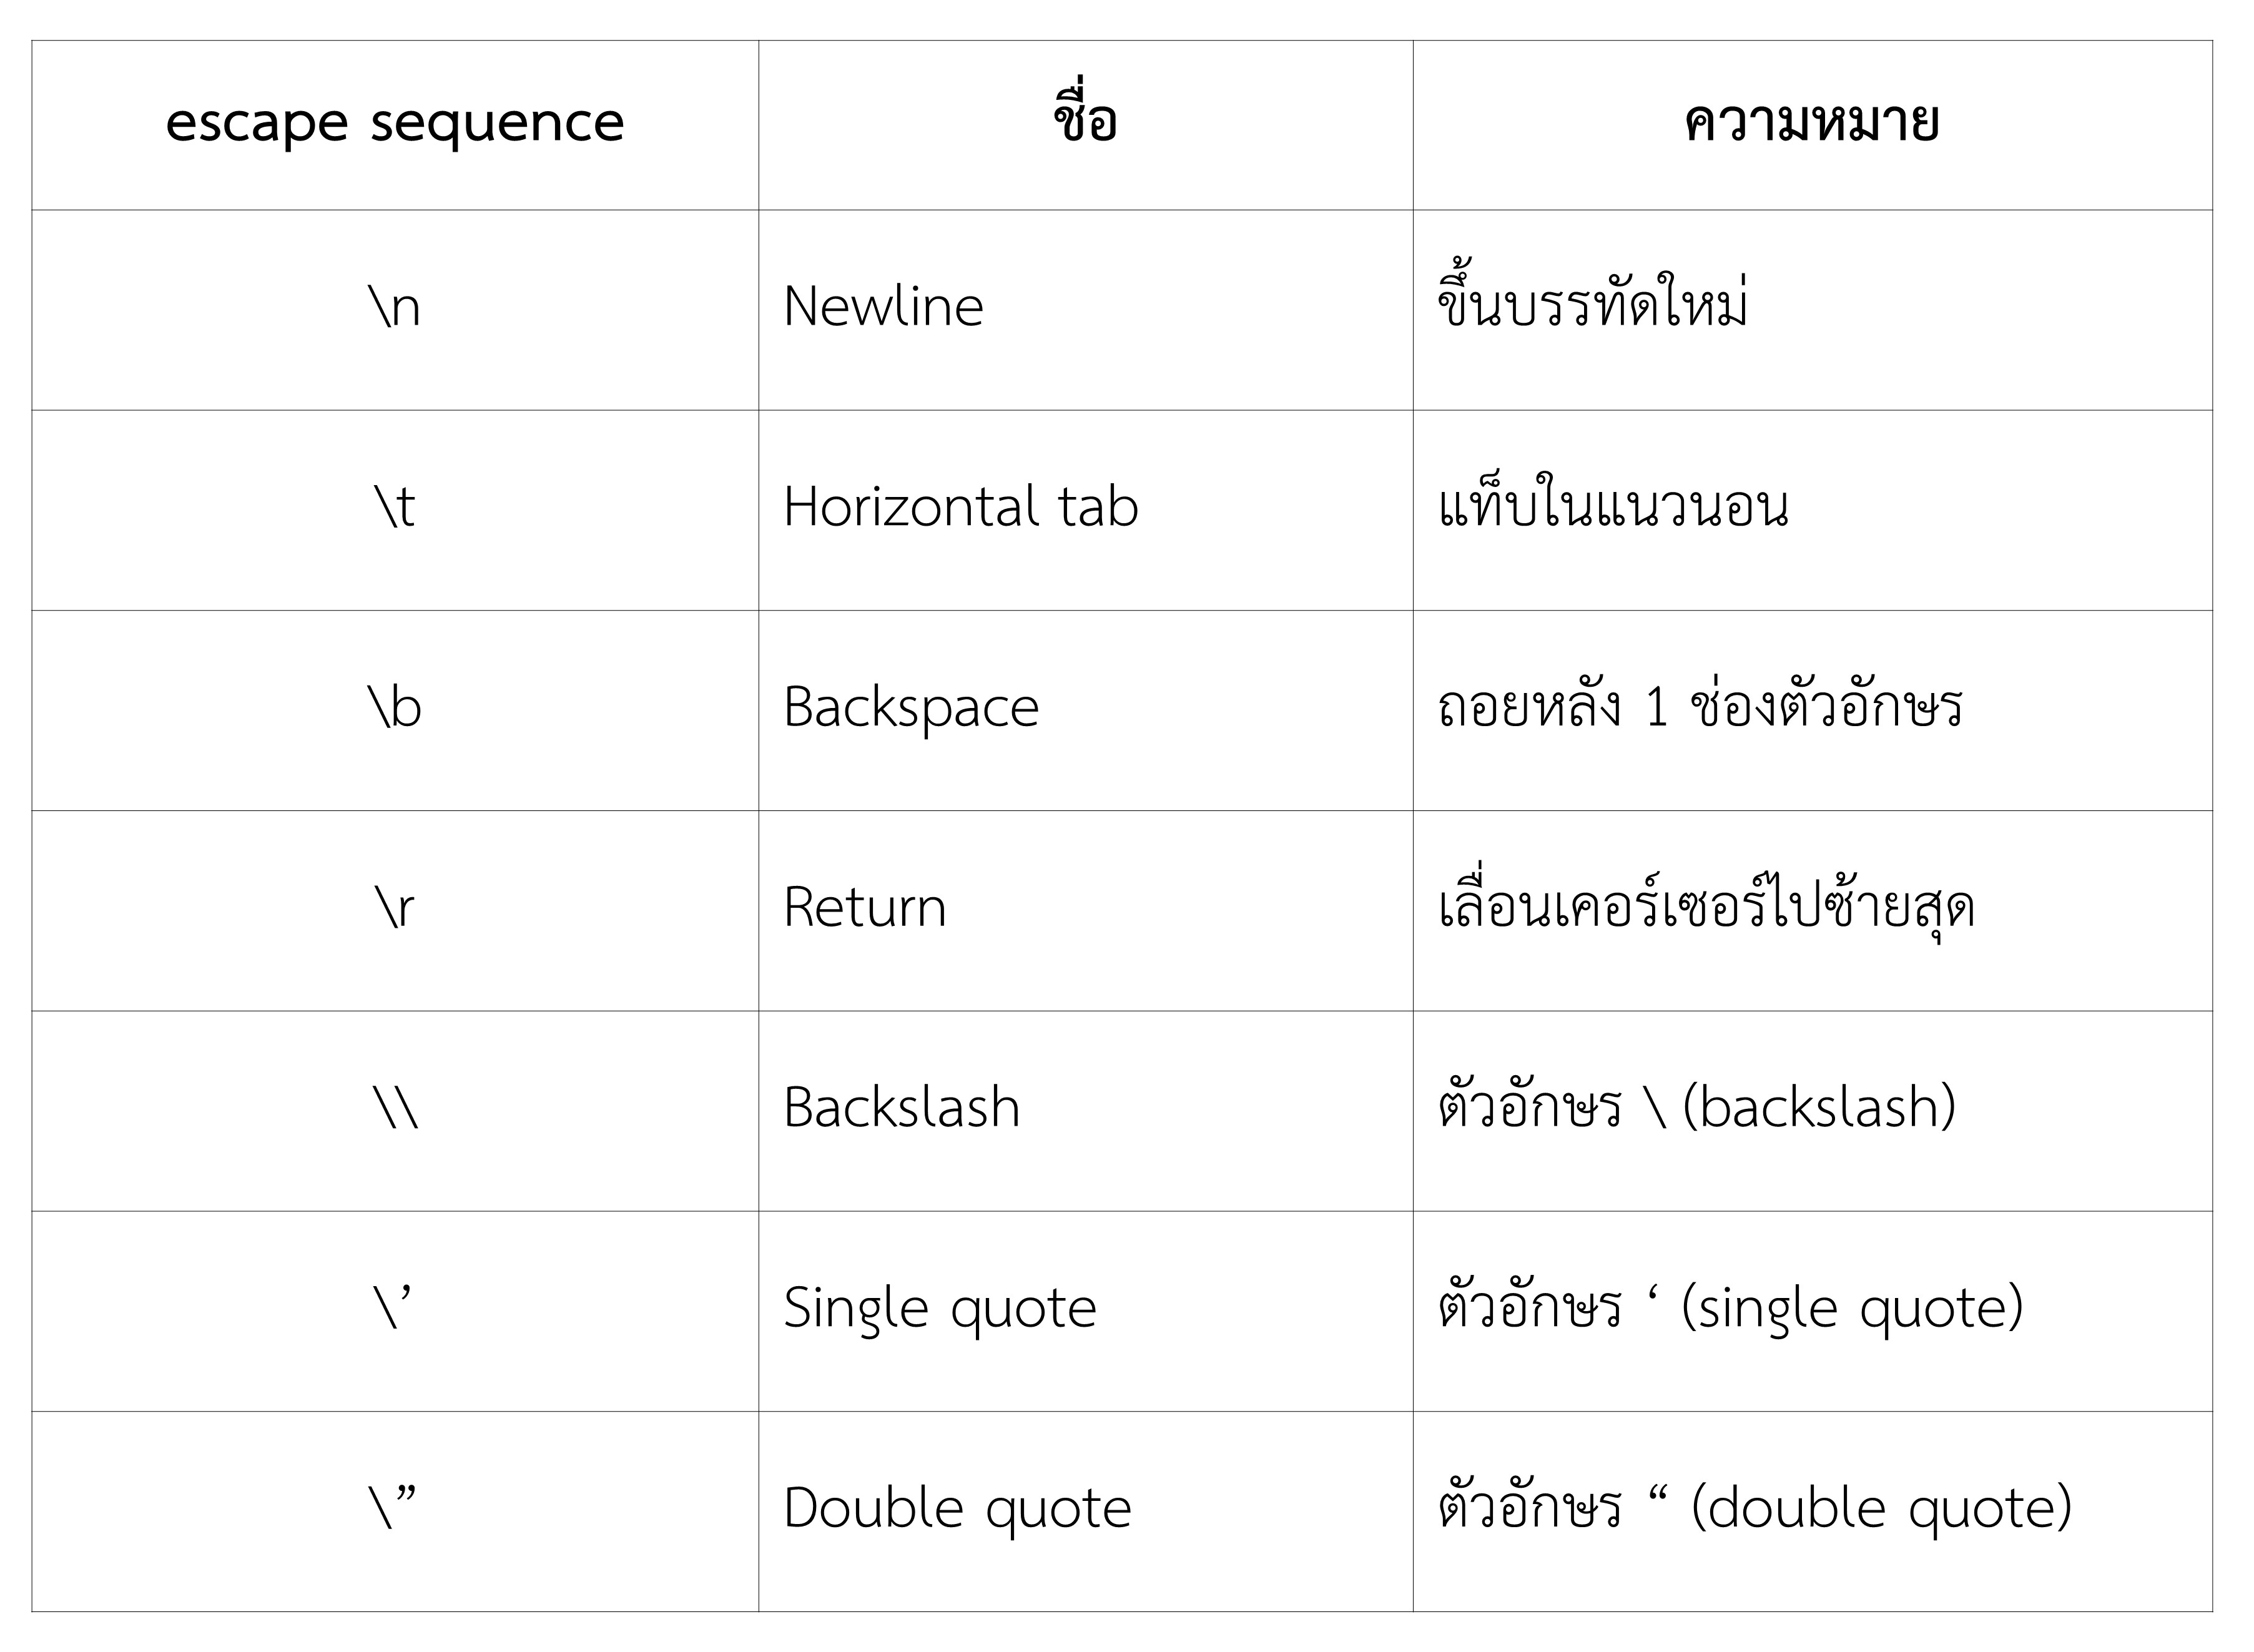 escape sequence ชื่อ ความหมาย
\n Newline ขึ้นบรรทัดใหม่
\t Horizontal tab แท็บในแนวนอน
\b Backspace ถอยหลัง 1 ช่องตัวอักษร
\r Return เลื่อนเคอร์เซอร์ไปซ้ายสุด
\\ Backslash ตัวอักษร \ (backslash)
\’ Single quote ตัวอักษร ‘ (single quote)
\” Double quote ตัวอักษร “ (double quote)